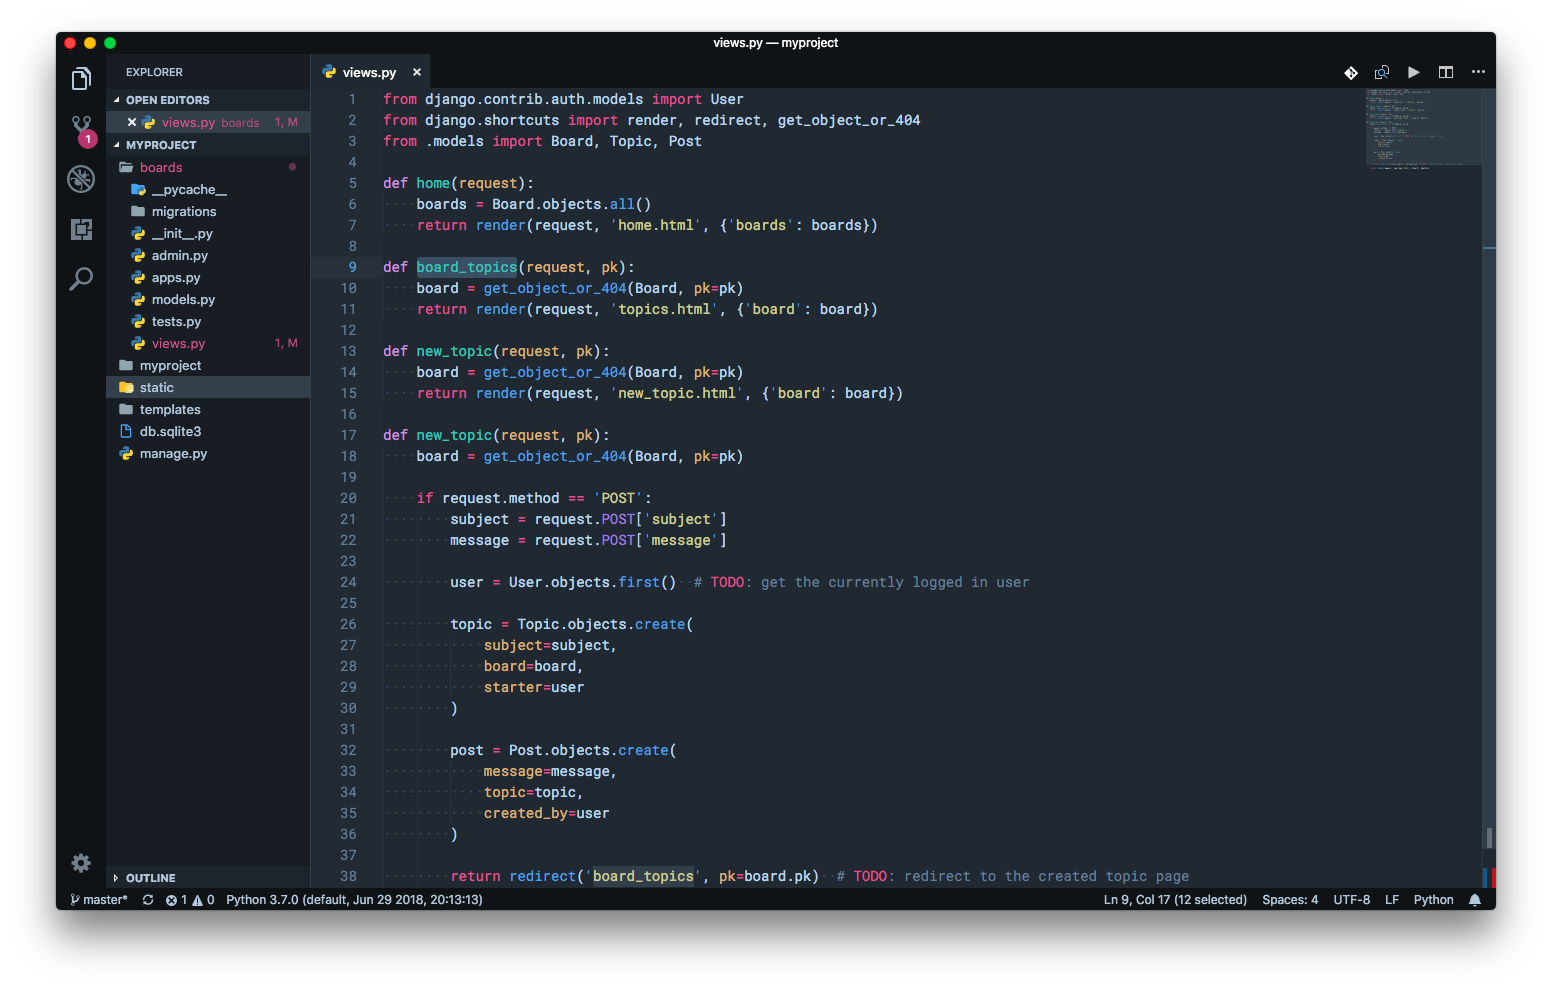 views.py — myproject
EXPLORER
OPEN EDITORS
views.py boards 1, M
MYPROJECT
boards
__pycache__
migrations
__init__.py
admin.py
apps.py
models.py
tests.py
views.py 1, M
myproject
static
templates
db.sqlite3
manage.py
OUTLINE
1
views.py ×
1 from django.contrib.auth.models import User
2 from django.shortcuts import render, redirect, get_object_or_404
3 from .models import Board, Topic, Post
4
5 def home(request):
6     boards = Board.objects.all()
7     return render(request, 'home.html', {'boards': boards})
8
9 def board_topics(request, pk):
10     board = get_object_or_404(Board, pk=pk)
11     return render(request, 'topics.html', {'board': board})
12
13 def new_topic(request, pk):
14     board = get_object_or_404(Board, pk=pk)
15     return render(request, 'new_topic.html', {'board': board})
16
17 def new_topic(request, pk):
18     board = get_object_or_404(Board, pk=pk)
19
20     if request.method == 'POST':
21         subject = request.POST['subject']
22         message = request.POST['message']
23
24         user = User.objects.first()  # TODO: get the currently logged in user
25
26         topic = Topic.objects.create(
27             subject=subject,
28             board=board,
29             starter=user
30         )
31
32         post = Post.objects.create(
33             message=message,
34             topic=topic,
35             created_by=user
36         )
37
38         return redirect('board_topics', pk=board.pk)  # TODO: redirect to the created topic page
master* 1 0 Python 3.7.0 (default, Jun 29 2018, 20:13:13) Ln 9, Col 17 (12 selected) Spaces: 4 UTF-8 LF Python